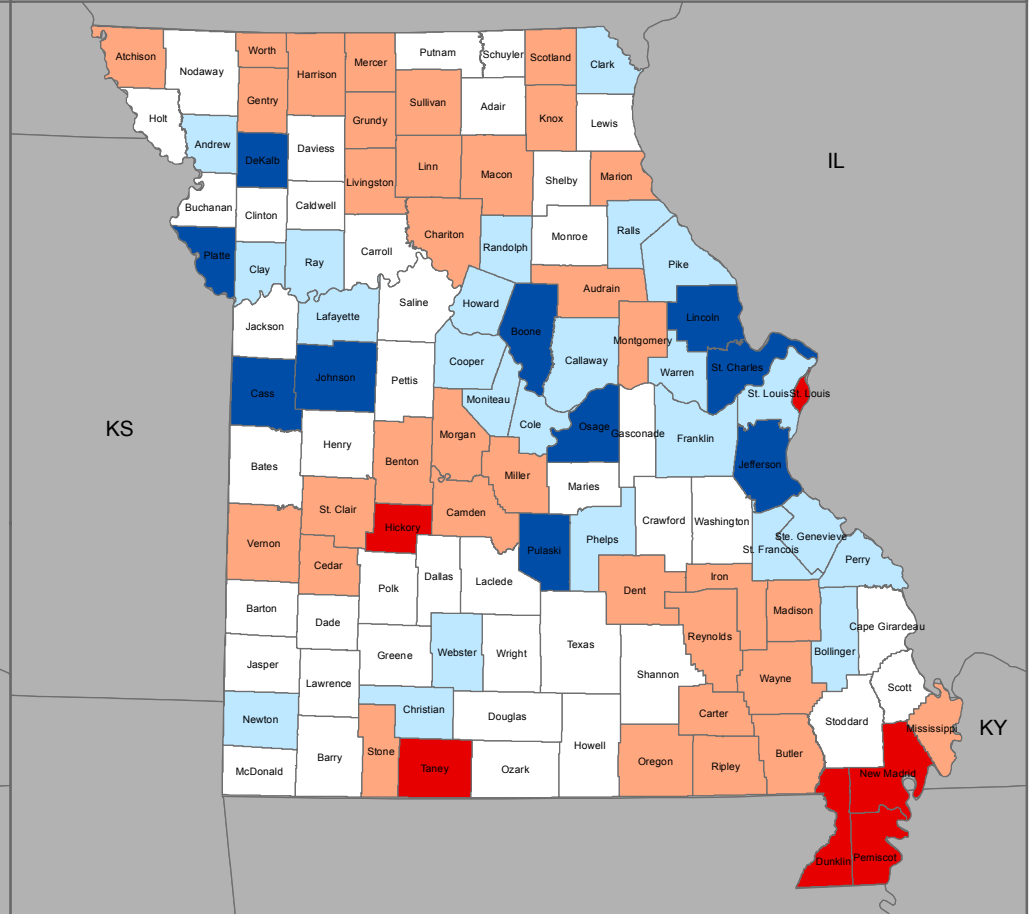 Atchison
Nodaway
Worth
Harrison
Mercer
Putnam
Schuyler
Scotland
Clark
Gentry
Sullivan
Adair
Knox
Lewis
Holt
Andrew
DeKalb
Daviess
Grundy
Linn
Macon
Shelby
Marion
IL
Livingston
Buchanan
Clinton
Caldwell
Chariton
Randolph
Monroe
Ralls
Pike
Platte
Clay
Ray
Carroll
Audrain
Jackson
Lafayette
Saline
Howard
Boone
Callaway
Montgomery
Lincoln
Cass
Johnson
Pettis
Cooper
Moniteau
Cole
Osage
Gasconade
Warren
St. Charles
St. Louis
St. Louis
Franklin
Jefferson
KS
Bates
Henry
Benton
Morgan
Miller
Maries
Vernon
St. Clair
Hickory
Camden
Pulaski
Phelps
Crawford
Washington
St. Francois
Ste. Genevieve
Perry
Cedar
Polk
Dallas
Laclede
Dent
Iron
Madison
Bollinger
Cape Girardeau
Barton
Dade
Greene
Webster
Wright
Texas
Shannon
Reynolds
Wayne
Jasper
Lawrence
Christian
Douglas
Howell
Carter
Stoddard
Scott
Mississippi
KY
Newton
McDonald
Barry
Stone
Taney
Ozark
Oregon
Ripley
Butler
New Madrid
Dunklin
Pemiscot